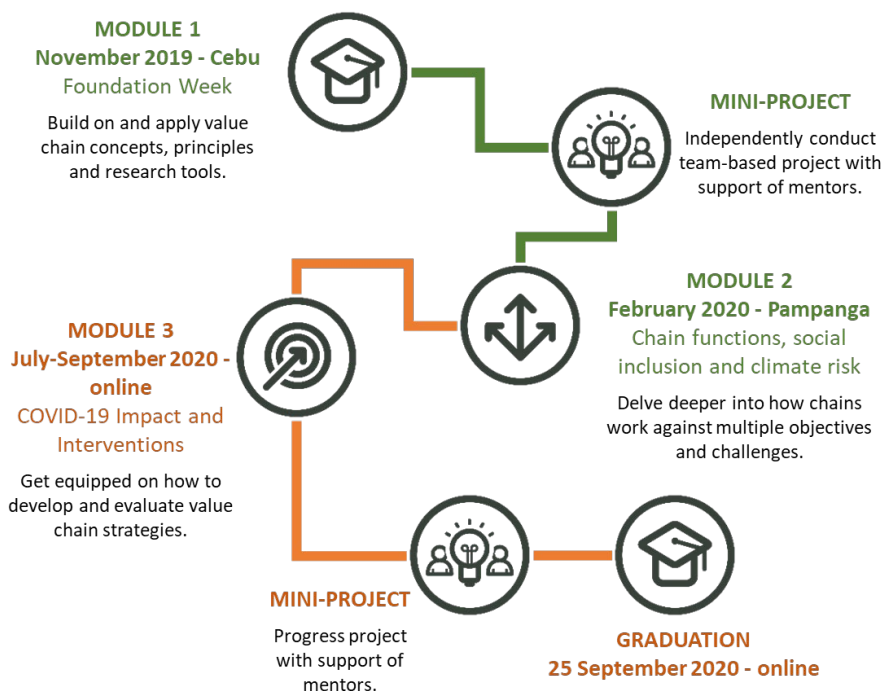 MODULE 1
November 2019 - Cebu
Foundation Week
Build on and apply value
chain concepts, principles
and research tools.
MINI-PROJECT
Independently conduct
team-based project with
support of mentors.
MODULE 2
February 2020 - Pampanga
Chain functions, social
inclusion and climate risk
Delve deeper into how chains
work against multiple objectives
and challenges.
MODULE 3
July-September 2020 -
online
COVID-19 Impact and
Interventions
Get equipped on how to
develop and evaluate value
chain strategies.
MINI-PROJECT
Progress project
with support of
mentors.
GRADUATION
25 September 2020 - online